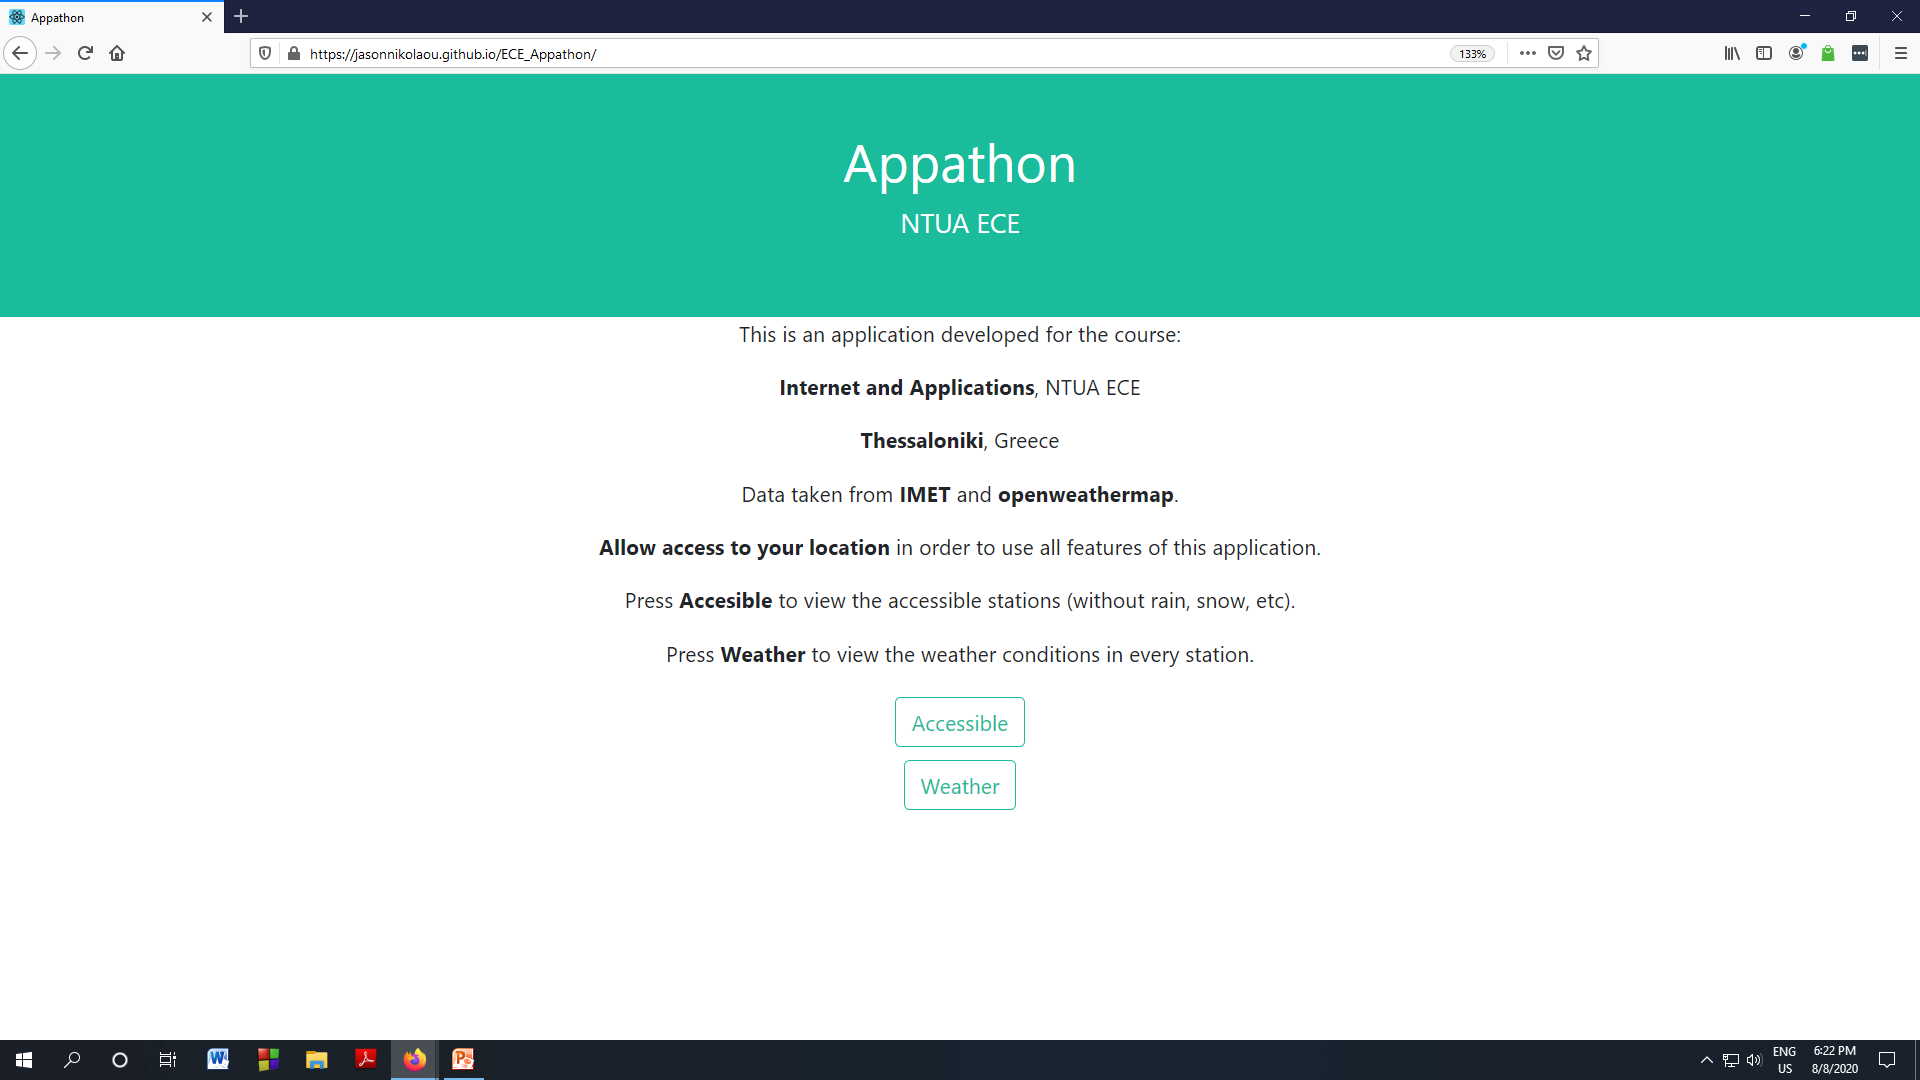 Appathon
https://jasonnikolaou.github.io/ECE_Appathon/
133%
Appathon
NTUA ECE
This is an application developed for the course:
Internet and Applications, NTUA ECE
Thessaloniki, Greece
Data taken from IMET and openweathermap.
Allow access to your location in order to use all features of this application.
Press Accesible to view the accessible stations (without rain, snow, etc).
Press Weather to view the weather conditions in every station.
Accessible
Weather
ENG
US
6:22 PM
8/8/2020